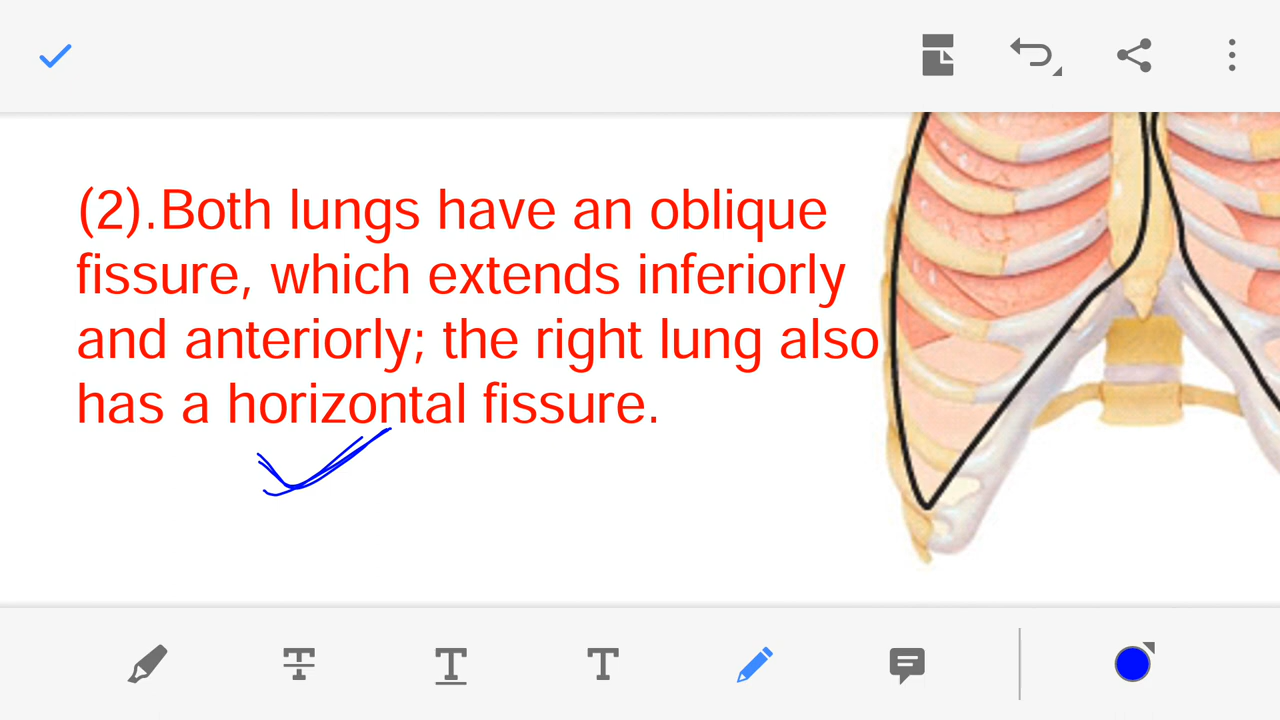 (2).Both lungs have an oblique
fissure, which extends inferiorly
and anteriorly; the right lung also
has a horizontal fissure.